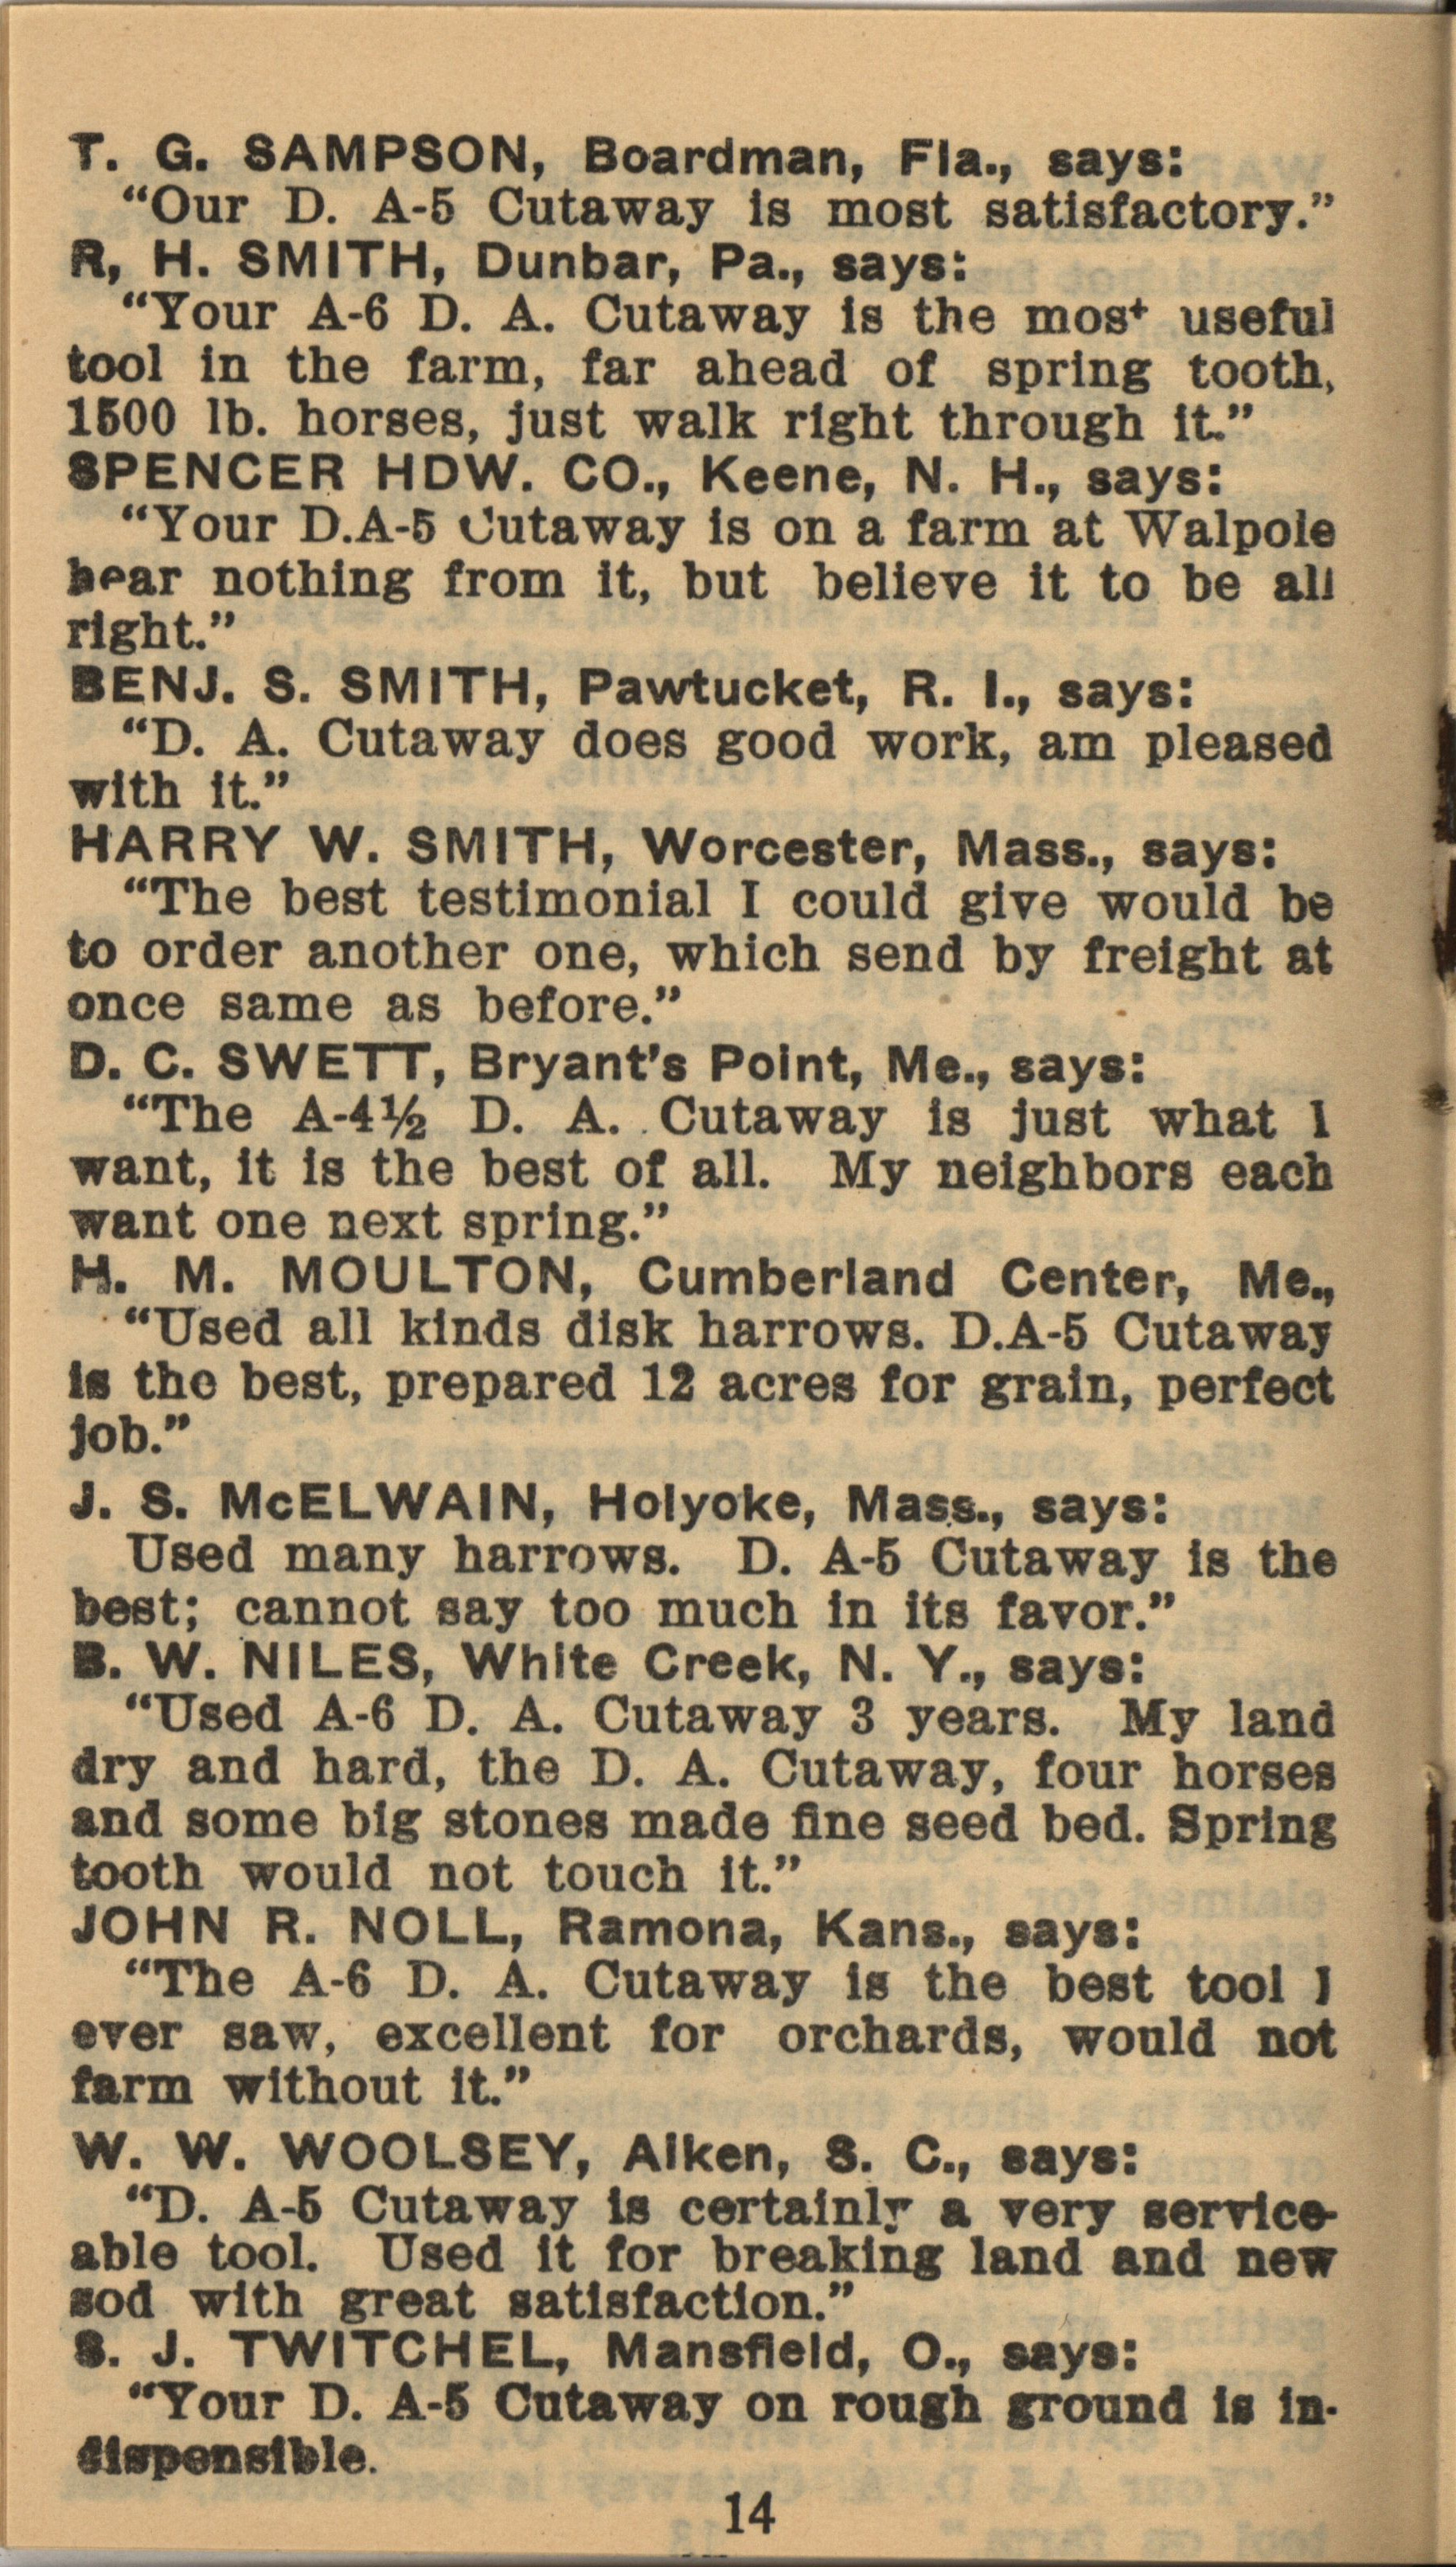 T. G. SAMPSON, Boardman, Fla., says:
“Our D. A-5 Cutaway is most satisfactory.”
R, H. SMITH, Dunbar, Pa., says:
“Your A-6 D. A. Cutaway is the most useful
tool in the farm, far ahead of spring tooth,
1500 lb. horses, just walk right through it.”
SPENCER HDW. CO., Keene, N. H., says:
“Your D.A-5 Cutaway is on a farm at Walpole
hear nothing from it, but believe it to be all
right.”
BENJ. S. SMITH, Pawtucket, R. I., says:
“D. A. Cutaway does good work, am pleased
with it.”
HARRY W. SMITH, Worcester, Mass., says:
“The best testimonial I could give would be
to order another one, which send by freight at
once same as before.”
D. C. SWETT, Bryant's Point, Me., says:
“The A-4½ D. A. Cutaway is just what I
want, it is the best of all. My neighbors each
want one next spring.”
H. M. MOULTON, Cumberland Center, Me.,
“Used all kinds disk harrows. D.A-5 Cutaway
is the best, prepared 12 acres for grain, perfect
job.”
J. S. McELWAIN, Holyoke, Mass., says:
Used many harrows. D. A-5 Cutaway is the
best; cannot say too much in its favor.”
B. W. NILES, White Creek, N. Y., says:
“Used A-6 D. A. Cutaway 3 years. My land
dry and hard, the D. A. Cutaway, four horses
and some big stones made fine seed bed. Spring
tooth would not touch it.”
JOHN R. NOLL, Ramona, Kans., says:
“The A-6 D. A. Cutaway is the best tool I
ever saw, excellent for orchards, would not
farm without it.”
W. W. WOOLSEY, Aiken, S. C., says:
“D. A-5 Cutaway is certainly a very service-
able tool. Used it for breaking land and new
sod with great satisfaction.”
S. J. TWITCHEL, Mansfield, O., says:
“Your D. A-5 Cutaway on rough ground is in-
dispensible.
14